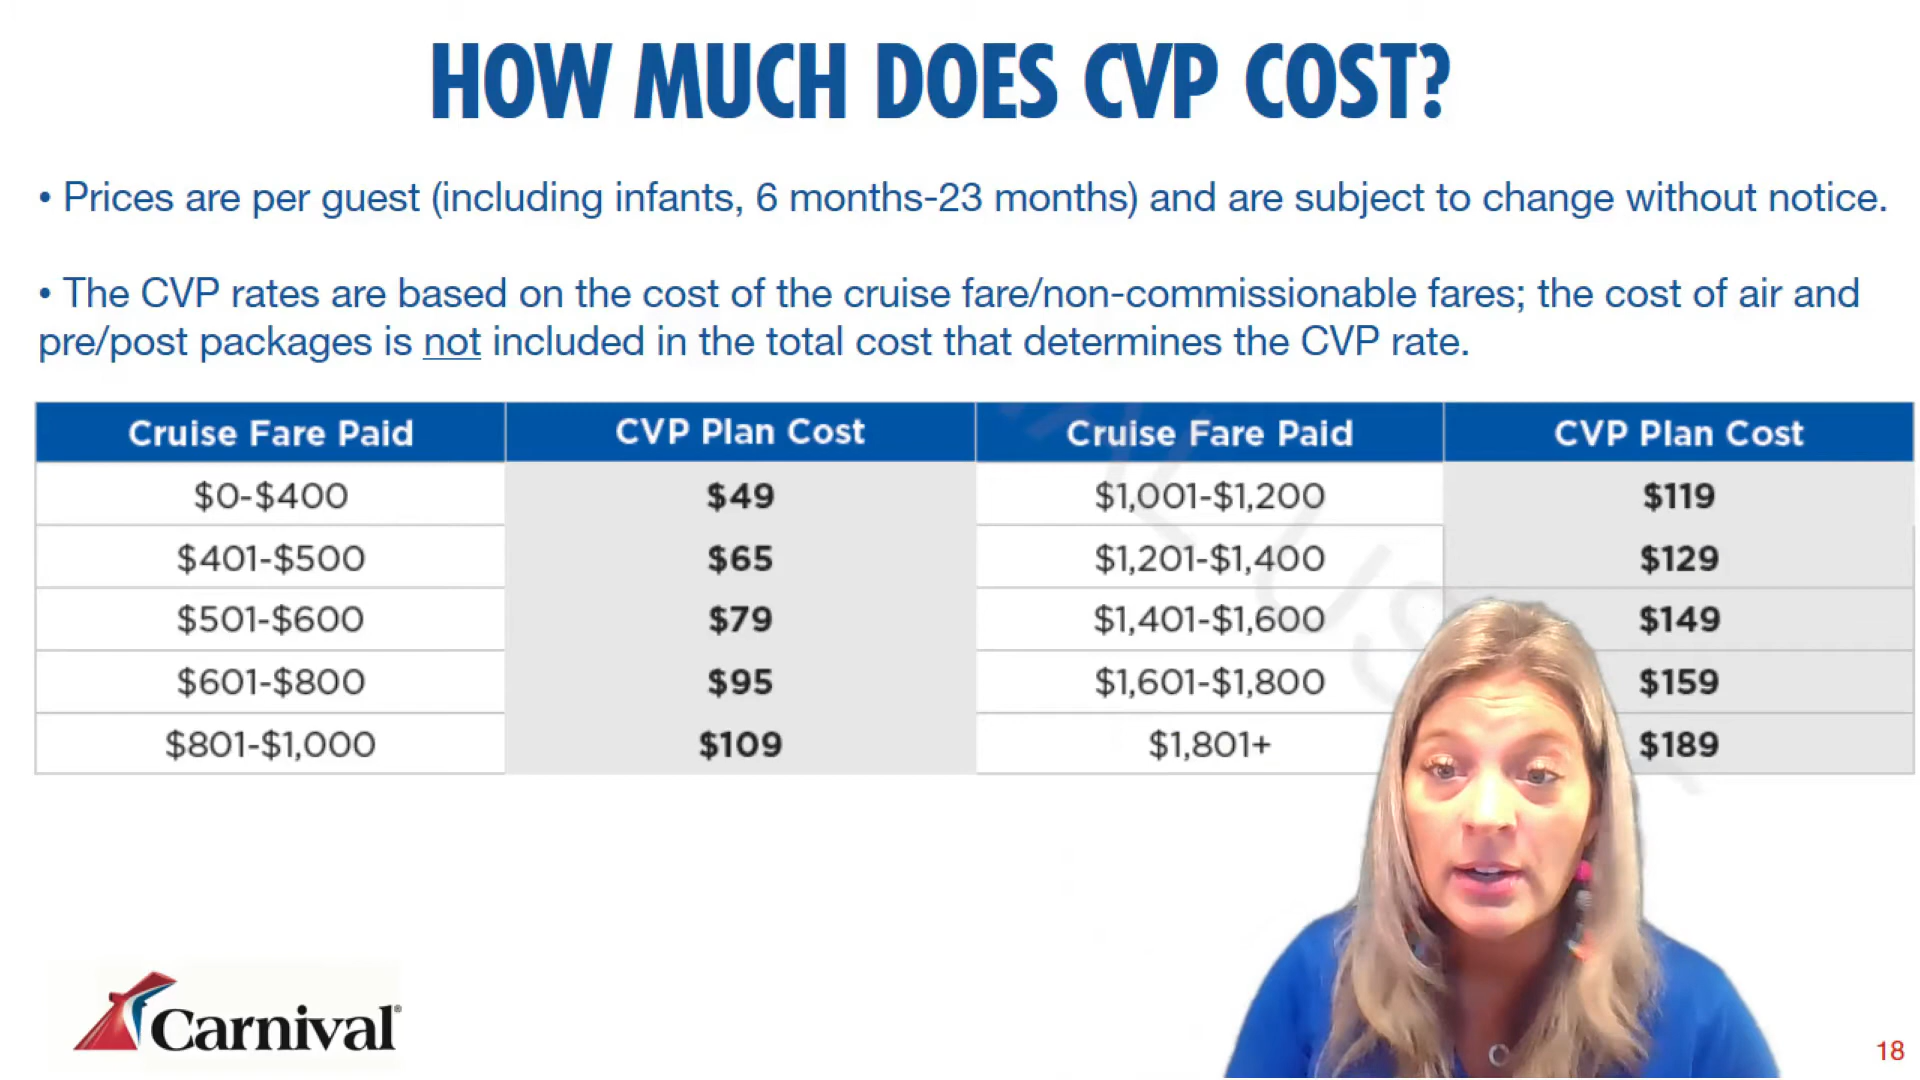 HOW MUCH DOES CVP COST?
• Prices are per guest (including infants, 6 months-23 months) and are subject to change without notice.
• The CVP rates are based on the cost of the cruise fare/non-commissionable fares; the cost of air and
pre/post packages is not included in the total cost that determines the CVP rate.
Cruise Fare Paid CVP Plan Cost Cruise Fare Paid CVP Plan Cost
$0-$400 $49 $1,001-$1,200 $119
$401-$500 $65 $1,201-$1,400 $129
$501-$600 $79 $1,401-$1,600 $149
$601-$800 $95 $1,601-$1,800 $159
$801-$1,000 $109 $1,801+ $189
Carnival®
18